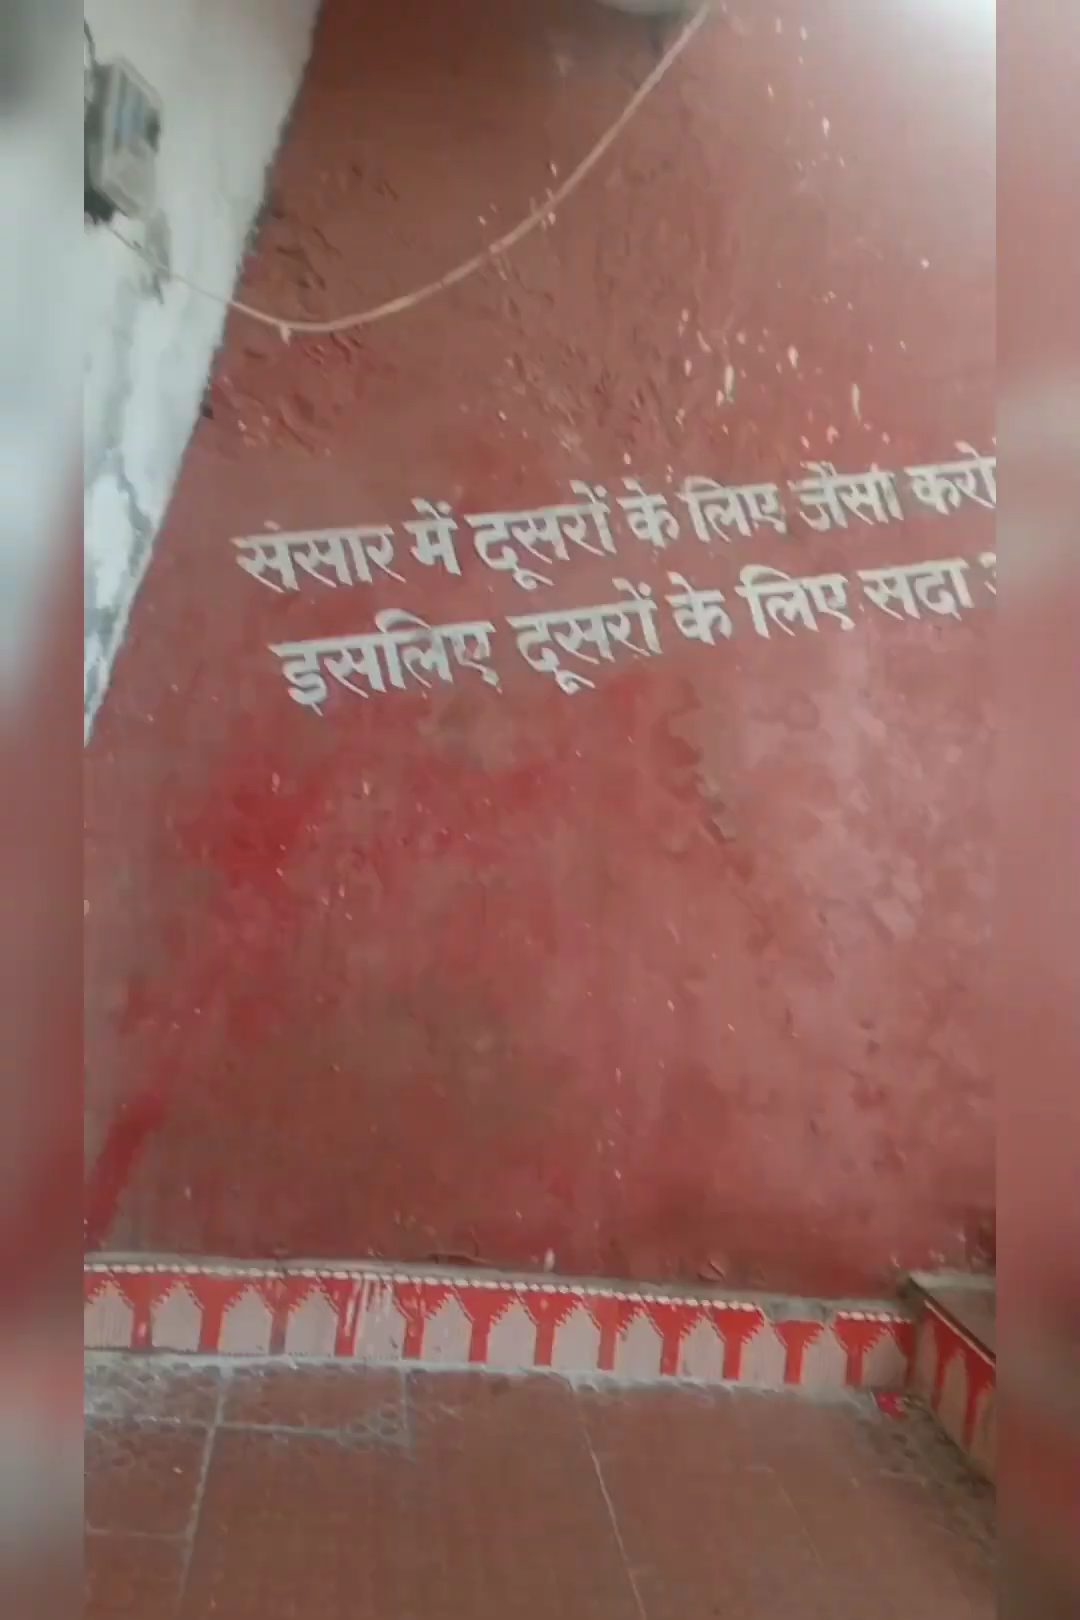 संसार में दूसरों के लिए जैसा करो
इसलिए दूसरों के लिए सदा